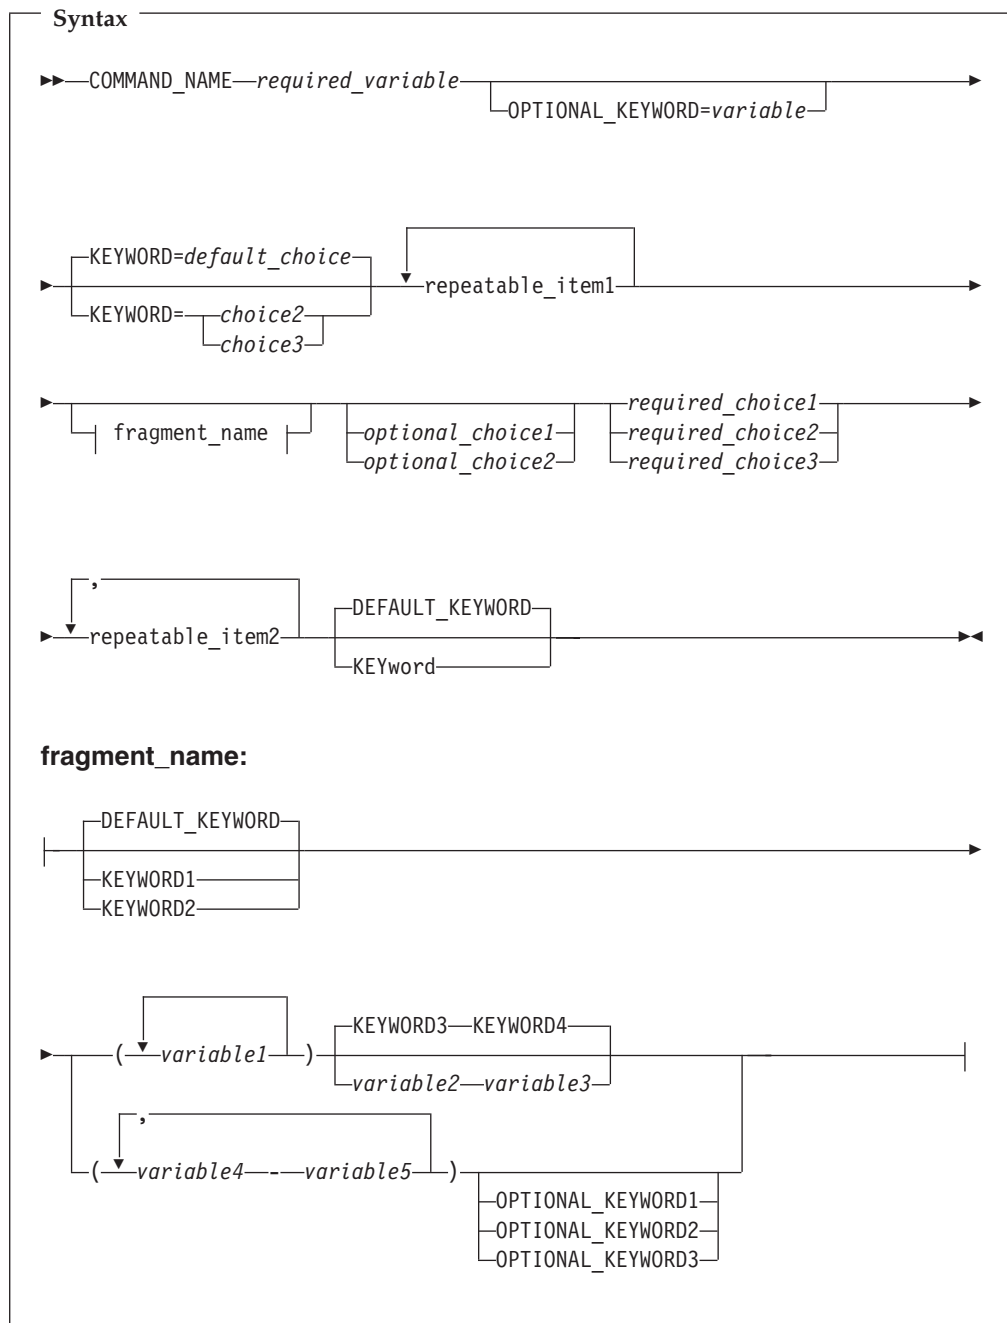 Syntax
COMMAND_NAME required_variable
OPTIONAL_KEYWORD=variable
KEYWORD=default_choice
repeatable_item1
KEYWORD= choice2
choice3
fragment_name optional_choice1 required_choice1
optional_choice2 required_choice2
required_choice3
,
repeatable_item2 DEFAULT_KEYWORD
KEYword
fragment_name:
DEFAULT_KEYWORD
KEYWORD1
KEYWORD2
( variable1 ) KEYWORD3 KEYWORD4
variable2 variable3
,
( variable4 - variable5 )
OPTIONAL_KEYWORD1
OPTIONAL_KEYWORD2
OPTIONAL_KEYWORD3